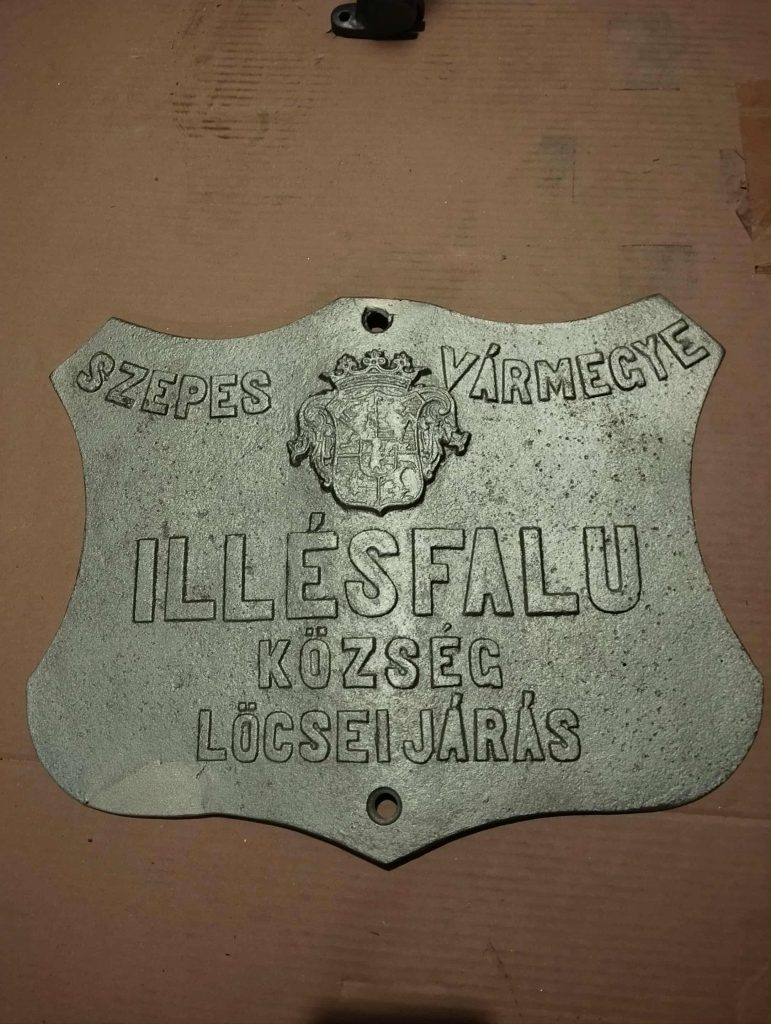 SZEPES VÁRMEGYE
ILLÉSFALU
KÖZSÉG
LÖCSEI JÁRÁS